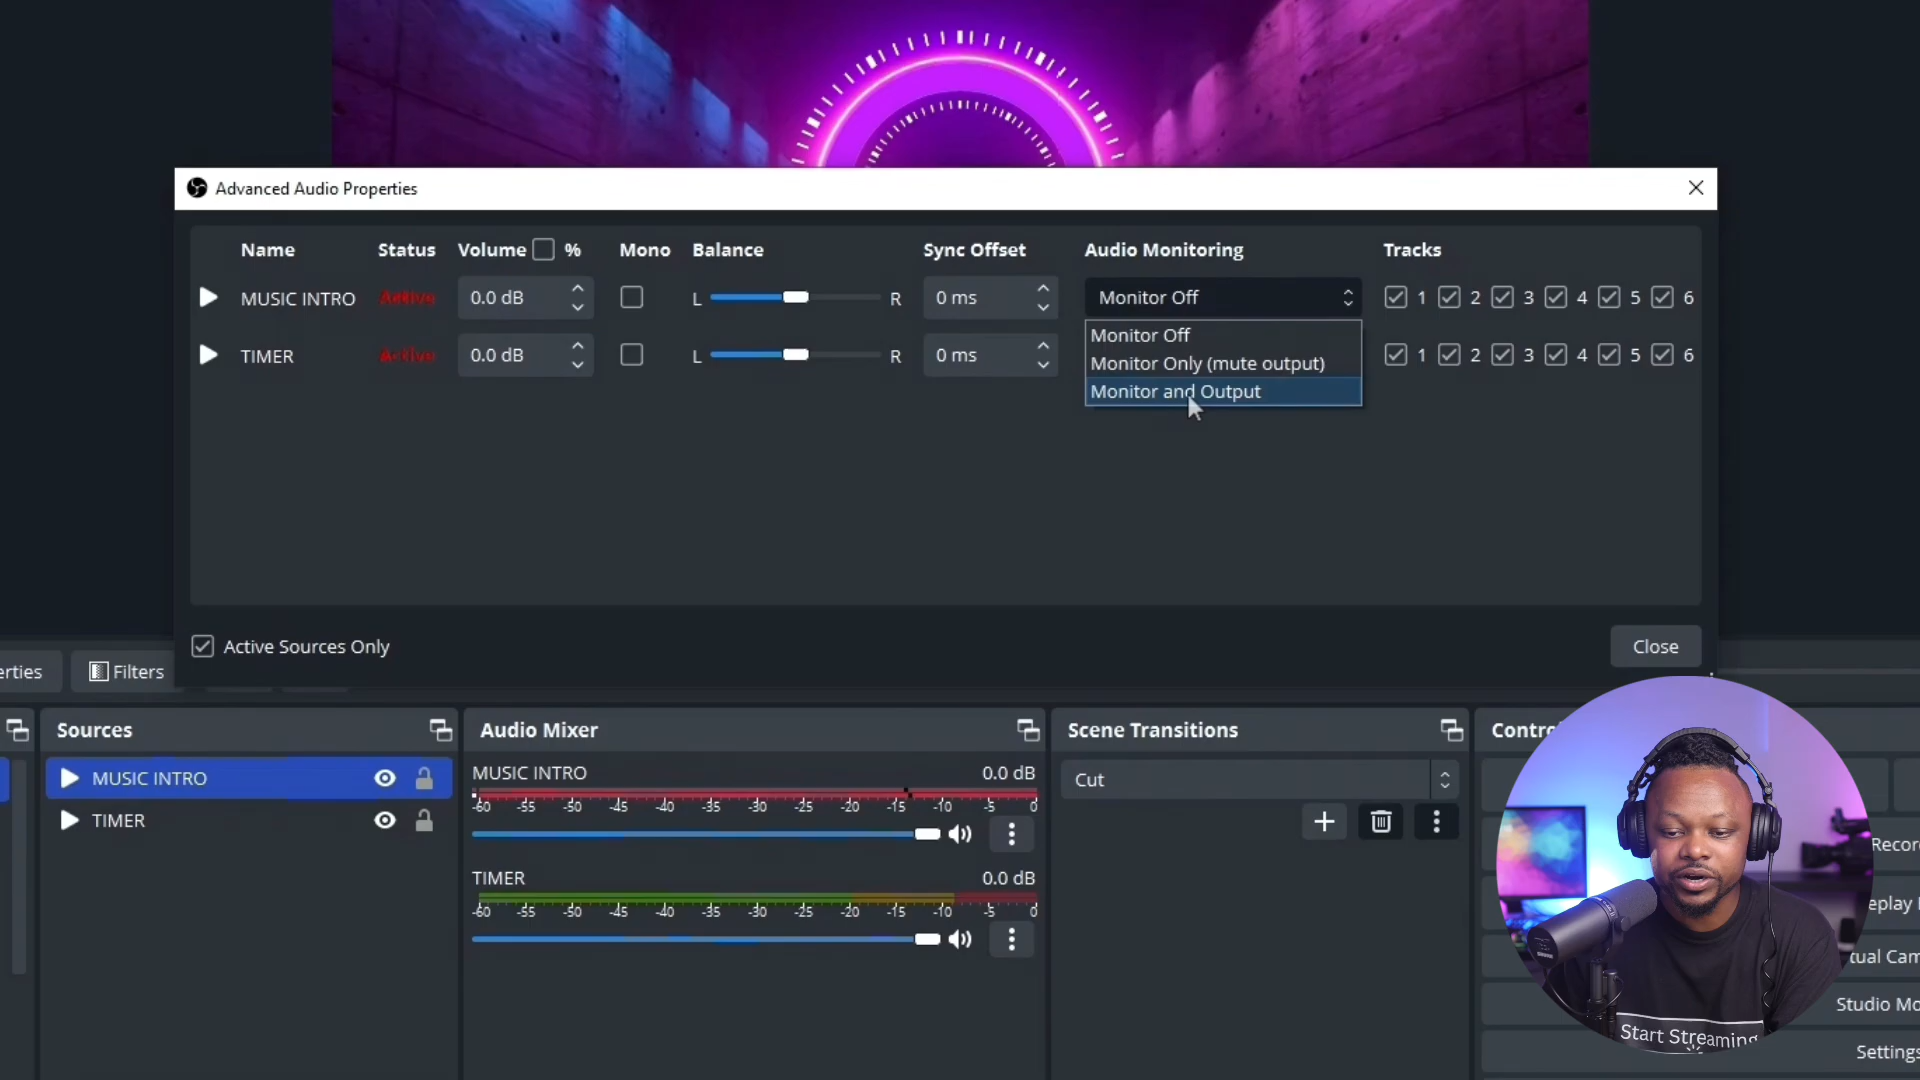 Advanced Audio Properties
Name Status Volume % Mono Balance Sync Offset Audio Monitoring Tracks
MUSIC INTRO Active 0.0 dB L R 0 ms Monitor Off 1 2 3 4 5 6
Monitor Off
TIMER Active 0.0 dB L R 0 ms 1 2 3 4 5 6
Monitor Only (mute output)
Monitor and Output
Active Sources Only
Close
erties Filters
Sources
MUSIC INTRO
TIMER
Audio Mixer
MUSIC INTRO 0.0 dB
-60 -55 -50 -45 -40 -35 -30 -25 -20 -15 -10 -5 0
TIMER 0.0 dB
-60 -55 -50 -45 -40 -35 -30 -25 -20 -15 -10 -5 0
Scene Transitions
Cut
Contro
Recor
eplay
tual Cam
Studio Mo
Settings
Start Streaming